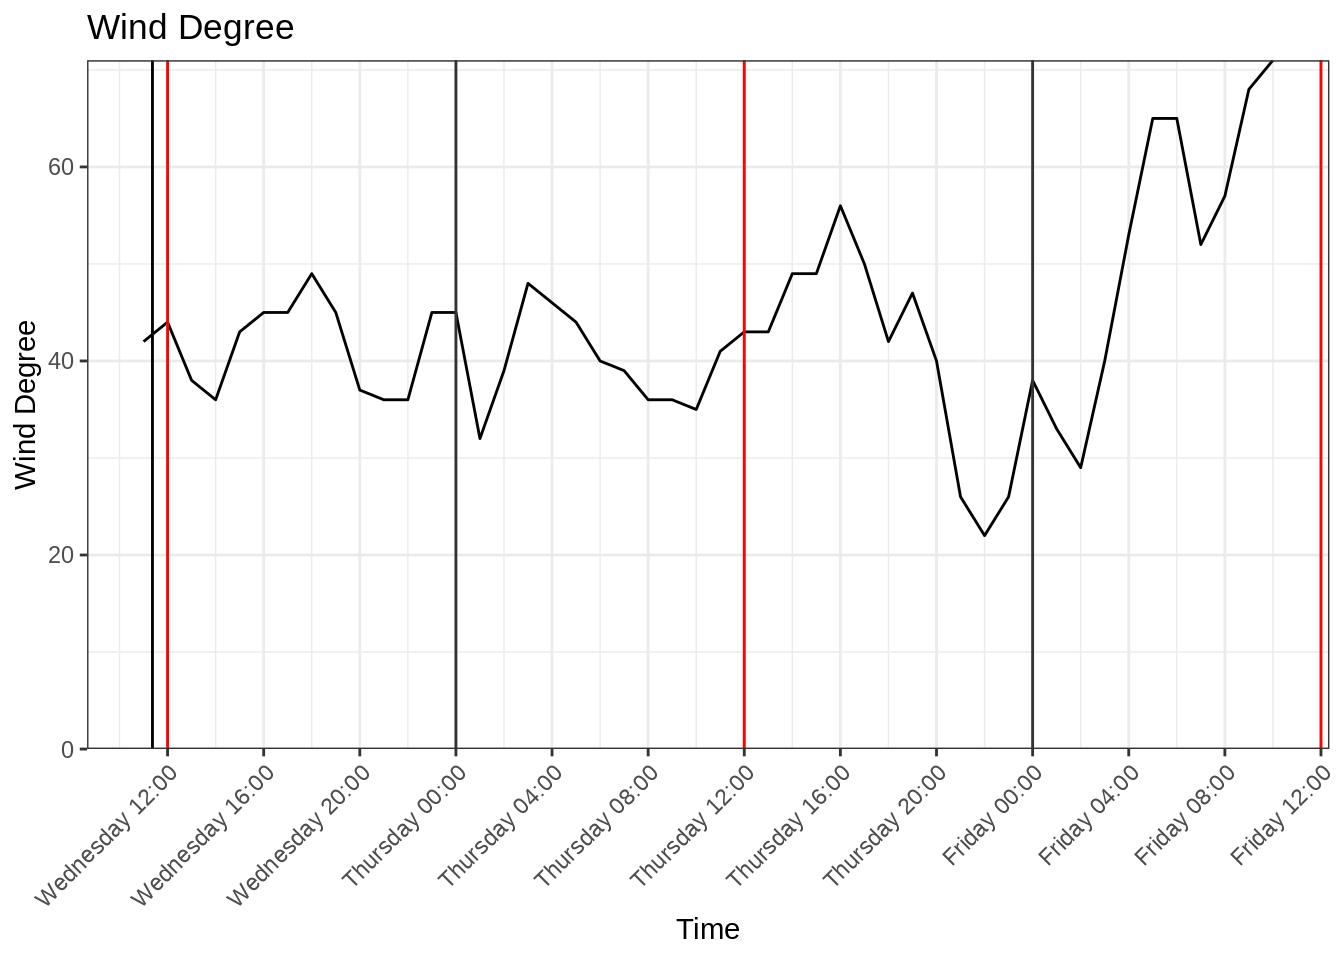 Wind Degree
Wind Degree
60
40
20
0
Wednesday 12:00
Wednesday 16:00
Wednesday 20:00
Thursday 00:00
Thursday 04:00
Thursday 08:00
Thursday 12:00
Thursday 16:00
Thursday 20:00
Friday 00:00
Friday 04:00
Friday 08:00
Friday 12:00
Time